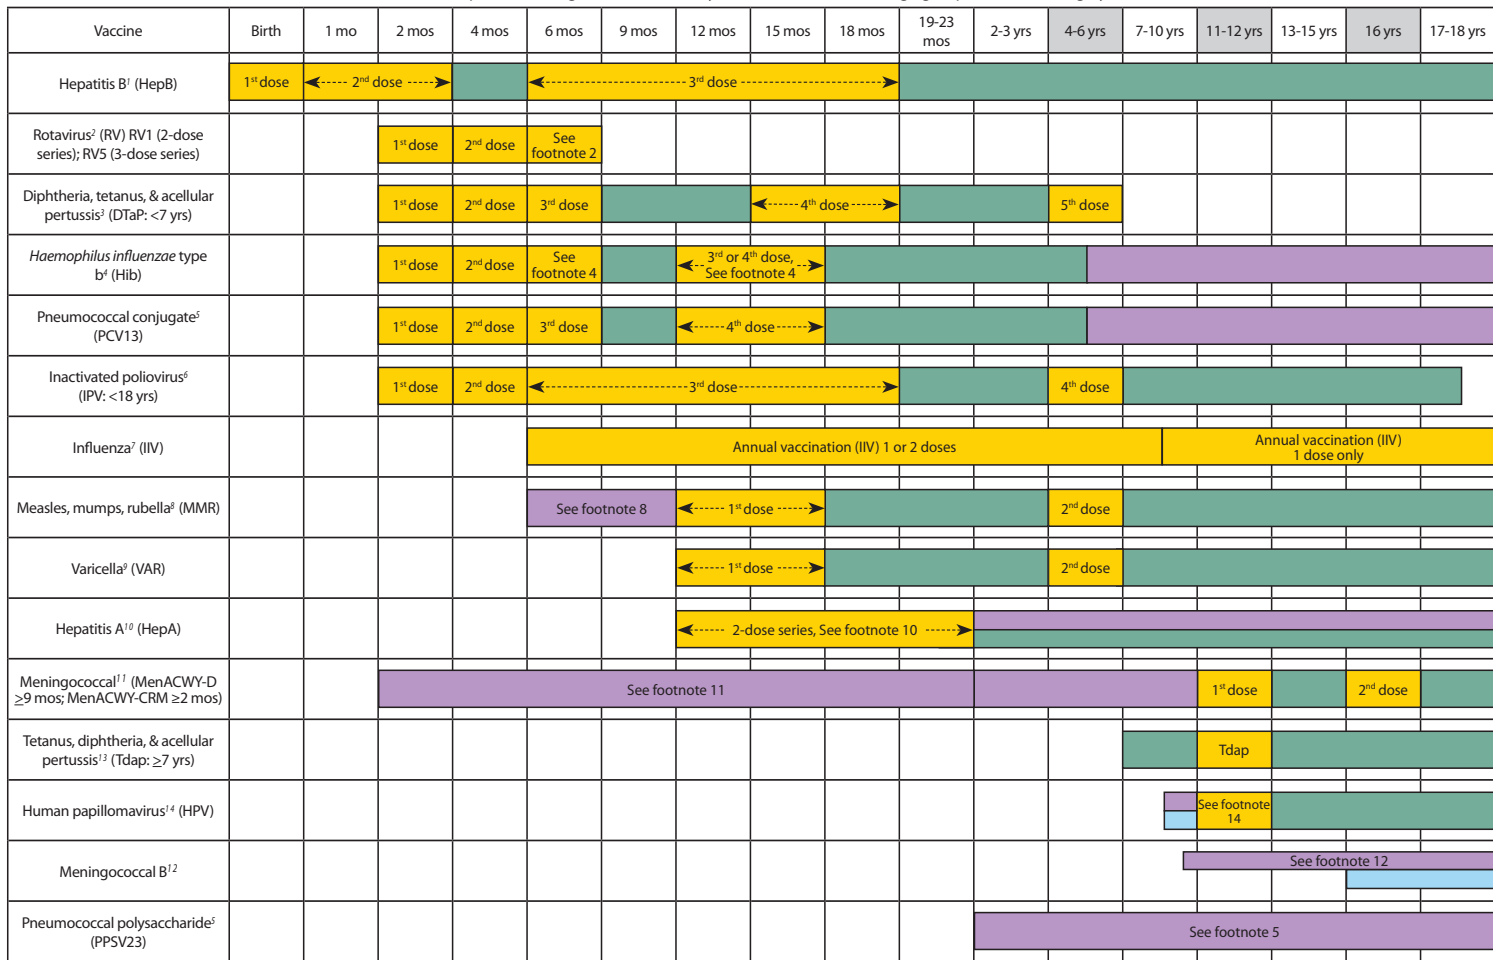 Vaccine Birth 1 mo 2 mos 4 mos 6 mos 9 mos 12 mos 15 mos 18 mos 19-23 mos 2-3 yrs 4-6 yrs 7-10 yrs 11-12 yrs 13-15 yrs 16 yrs 17-18 yrs
Hepatitis B¹ (HepB)
1st dose 2nd dose 3rd dose
Rotavirus² (RV) RV1 (2-dose
series); RV5 (3-dose series)
1st dose 2nd dose See
footnote 2
Diphtheria, tetanus, & acellular
pertussis³ (DTaP: <7 yrs)
1st dose 2nd dose 3rd dose 4th dose 5th dose
Haemophilus influenzae type
b⁴ (Hib)
1st dose 2nd dose See
footnote 4
3rd or 4th dose,
See footnote 4
Pneumococcal conjugate⁵
(PCV13)
1st dose 2nd dose 3rd dose 4th dose
Inactivated poliovirus⁶
(IPV: <18 yrs)
1st dose 2nd dose 3rd dose 4th dose
Influenza⁷ (IIV)
Annual vaccination (IIV) 1 or 2 doses
Annual vaccination (IIV)
1 dose only
Measles, mumps, rubella⁸ (MMR)
See footnote 8 1st dose 2nd dose
Varicella⁹ (VAR)
1st dose 2nd dose
Hepatitis A¹⁰ (HepA)
2-dose series, See footnote 10
Meningococcal¹¹ (MenACWY-D
≥9 mos; MenACWY-CRM ≥2 mos)
See footnote 11 1st dose 2nd dose
Tetanus, diphtheria, & acellular
pertussis¹³ (Tdap: ≥7 yrs)
Tdap
Human papillomavirus¹⁴ (HPV)
See footnote
14
Meningococcal B¹²
See footnote 12
Pneumococcal polysaccharide⁵
(PPSV23)
See footnote 5